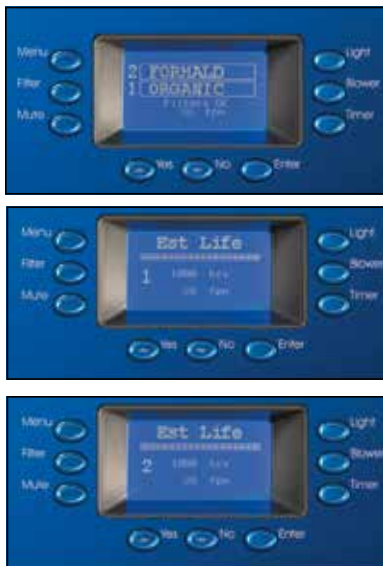 Menu
Filter
Mute
2 FORMALD
1 ORGANIC
Filters OK
fpm
Light
Blower
Timer
Yes No Enter
Menu
Filter
Mute
Est Life
1 1000 hrs
fpm
Light
Blower
Timer
Yes No Enter
Menu
Filter
Mute
Est Life
2 1000 hrs
fpm
Light
Blower
Timer
Yes No Enter